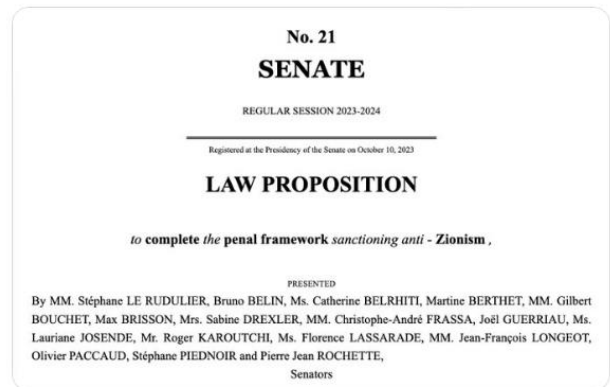 No. 21
SENATE
REGULAR SESSION 2023-2024
Registered at the Presidency of the Senate on October 10, 2023
LAW PROPOSITION
to complete the penal framework sanctioning anti - Zionism ,
PRESENTED
By MM. Stéphane LE RUDULIER, Bruno BELIN, Ms. Catherine BELRHITI, Martine BERTHET, MM. Gilbert
BOUCHET, Max BRISSON, Mrs. Sabine DREXLER, MM. Christophe-André FRASSA, Joël GUERRIAU, Ms.
Lauriane JOSENDE, Mr. Roger KAROUTCHI, Ms. Florence LASSARADE, MM. Jean-François LONGEOT,
Olivier PACCAUD, Stéphane PIEDNOIR and Pierre Jean ROCHETTE,
Senators